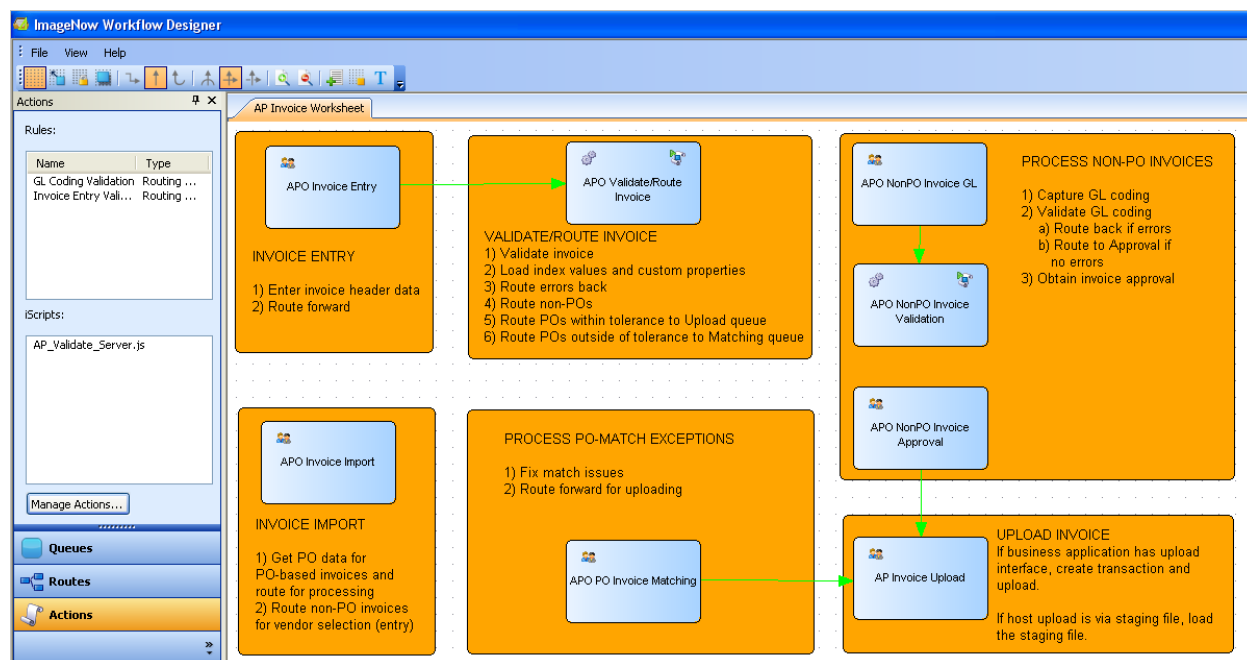 ImageNow Workflow Designer
File View Help
Actions
AP Invoice Worksheet
Rules:
Name Type
GL Coding Validation Routing ...
Invoice Entry Vali... Routing ...
iScripts:
AP_Validate_Server.js
Manage Actions...
Queues
Routes
Actions
APO Invoice Entry
INVOICE ENTRY
1) Enter invoice header data
2) Route forward
APO Validate/Route
Invoice
VALIDATE/ROUTE INVOICE
1) Validate invoice
2) Load index values and custom properties
3) Route errors back
4) Route non-POs
5) Route POs within tolerance to Upload queue
6) Route POs outside of tolerance to Matching queue
APO NonPO Invoice GL
PROCESS NON-PO INVOICES
1) Capture GL coding
2) Validate GL coding
a) Route back if errors
b) Route to Approval if
no errors
3) Obtain invoice approval
APO NonPO Invoice
Validation
APO NonPO Invoice
Approval
APO Invoice Import
INVOICE IMPORT
1) Get PO data for
PO-based invoices and
route for processing
2) Route non-PO invoices
for vendor selection (entry)
PROCESS PO-MATCH EXCEPTIONS
1) Fix match issues
2) Route forward for uploading
APO PO Invoice Matching
AP Invoice Upload
UPLOAD INVOICE
If business application has upload
interface, create transaction and
upload.
If host upload is via staging file, load
the staging file.